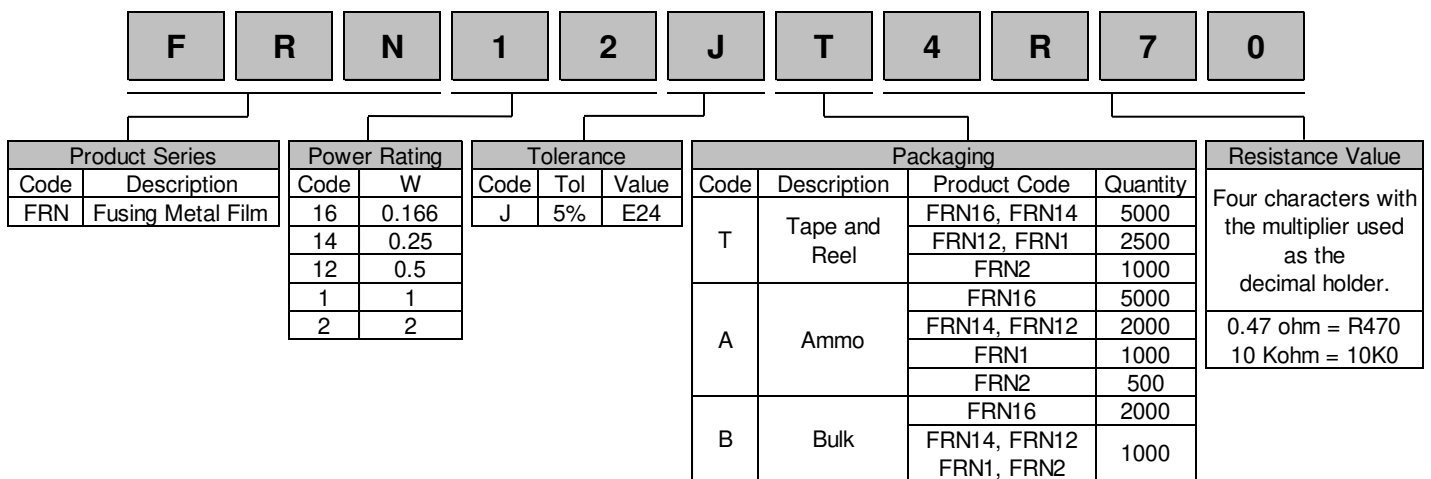 F R N 1 2 J T 4 R 7 0
Product Series
Code Description
FRN Fusing Metal Film
Power Rating
Code W
16 0.166
14 0.25
12 0.5
1 1
2 2
Tolerance
Code Tol Value
J 5% E24
Packaging
Code Description Product Code Quantity
T Tape and
Reel
FRN16, FRN14 5000
FRN12, FRN1 2500
FRN2 1000
A Ammo
FRN16 5000
FRN14, FRN12 2000
FRN1 1000
FRN2 500
B Bulk
FRN16 2000
FRN14, FRN12
FRN1, FRN2
1000
Resistance Value
Four characters with
the multiplier used
as the
decimal holder.
0.47 ohm = R470
10 Kohm = 10K0